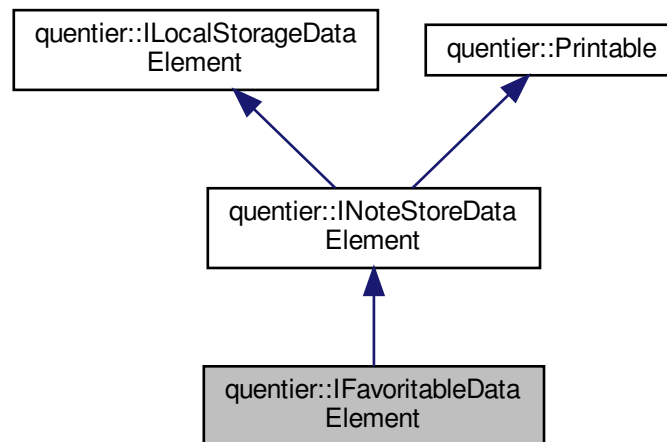 quentier::ILocalStorageData
Element
quentier::Printable
quentier::INoteStoreData
Element
quentier::IFavoritableData
Element